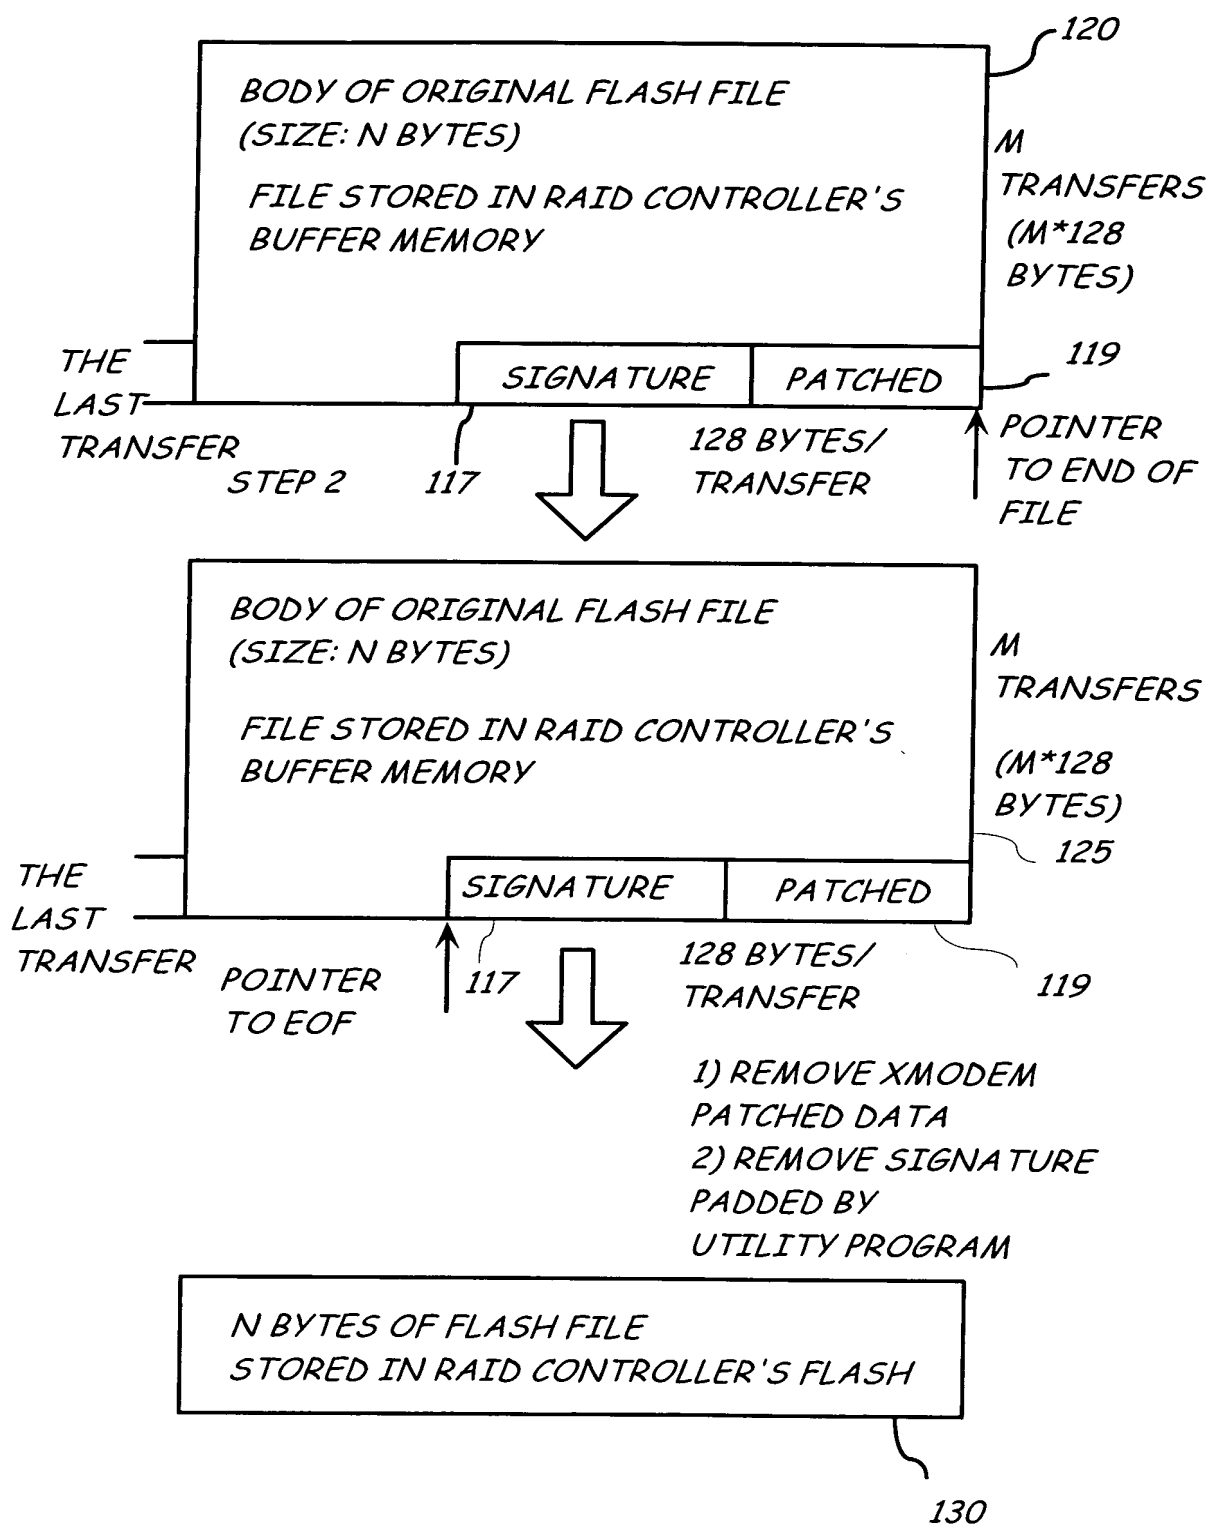 120
BODY OF ORIGINAL FLASH FILE
(SIZE: N BYTES)
FILE STORED IN RAID CONTROLLER'S
BUFFER MEMORY
M
TRANSFERS
(M*128
BYTES)
THE
LAST
TRANSFER
SIGNATURE
PATCHED
119
STEP 2
117
128 BYTES/
TRANSFER
POINTER
TO END OF
FILE
BODY OF ORIGINAL FLASH FILE
(SIZE: N BYTES)
FILE STORED IN RAID CONTROLLER'S
BUFFER MEMORY
M
TRANSFERS
(M*128
BYTES)
125
THE
LAST
TRANSFER
SIGNATURE
PATCHED
POINTER
TO EOF
117
128 BYTES/
TRANSFER
119
1) REMOVE XMODEM
PATCHED DATA
2) REMOVE SIGNATURE
PADDED BY
UTILITY PROGRAM
N BYTES OF FLASH FILE
STORED IN RAID CONTROLLER'S FLASH
130